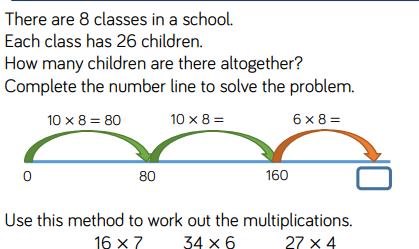 There are 8 classes in a school.
Each class has 26 children.
How many children are there altogether?
Complete the number line to solve the problem.
10 × 8 = 80 10 × 8 = 6 × 8 =
0 80 160
Use this method to work out the multiplications.
16 × 7 34 × 6 27 × 4